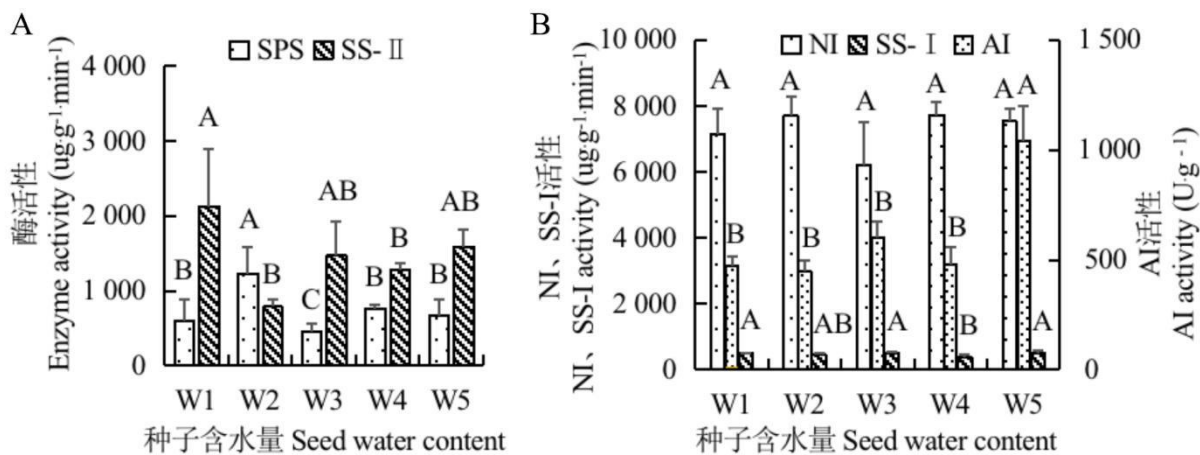 A
酶活性
Enzyme activity (ug·g-1·min-1)
SPS SS-Ⅱ
4 000
3 000
2 000
1 000
0
B A
A B
C AB
B B
B AB
W1 W2 W3 W4 W5
种子含水量 Seed water content
B
NI、SS-I活性
NI、SS-I activity (ug·g-1·min-1)
NI SS-Ⅰ AI
10 000
8 000
6 000
4 000
2 000
0
A B A
A B AB
A B A
A B B
A A A
W1 W2 W3 W4 W5
种子含水量 Seed water content
1 500
1 000
500
0
AI活性
AI activity (U·g-1)